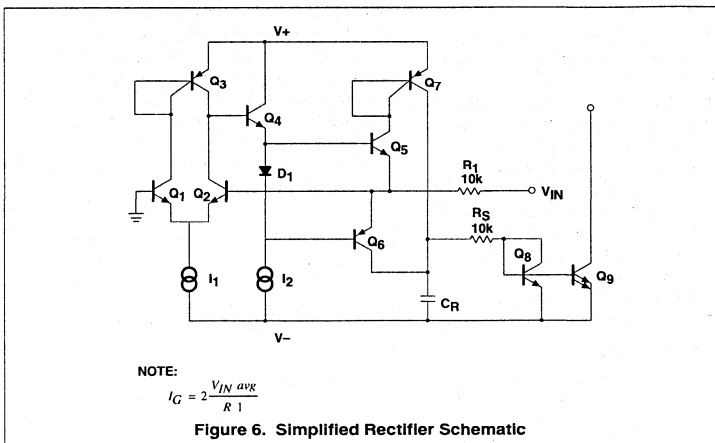 V+
Q3
Q7
Q4
Q5
D1
R1
10k
VIN
Q1
Q2
RS
10k
Q6
Q8
Q9
I1
I2
CR
V–
NOTE:
IG = 2 VIN avg / R 1
Figure 6. Simplified Rectifier Schematic